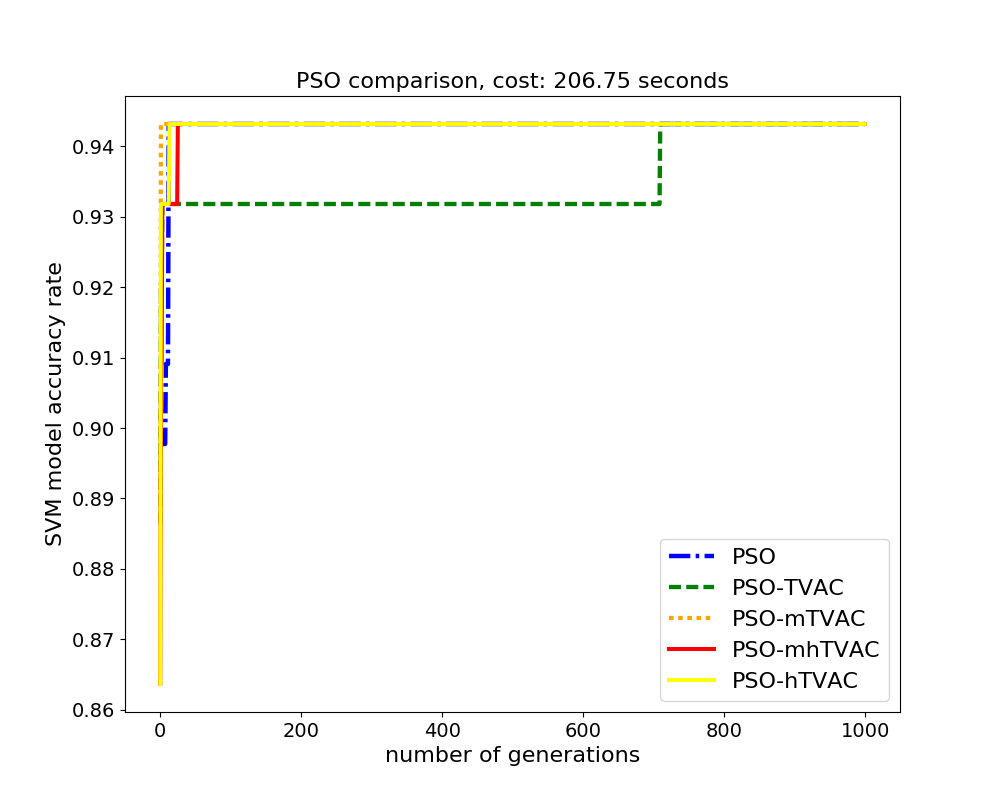 PSO comparison, cost: 206.75 seconds
SVM model accuracy rate
0.94
0.93
0.92
0.91
0.90
0.89
0.88
0.87
0.86
0 200 400 600 800 1000
number of generations
PSO
PSO-TVAC
PSO-mTVAC
PSO-mhTVAC
PSO-hTVAC